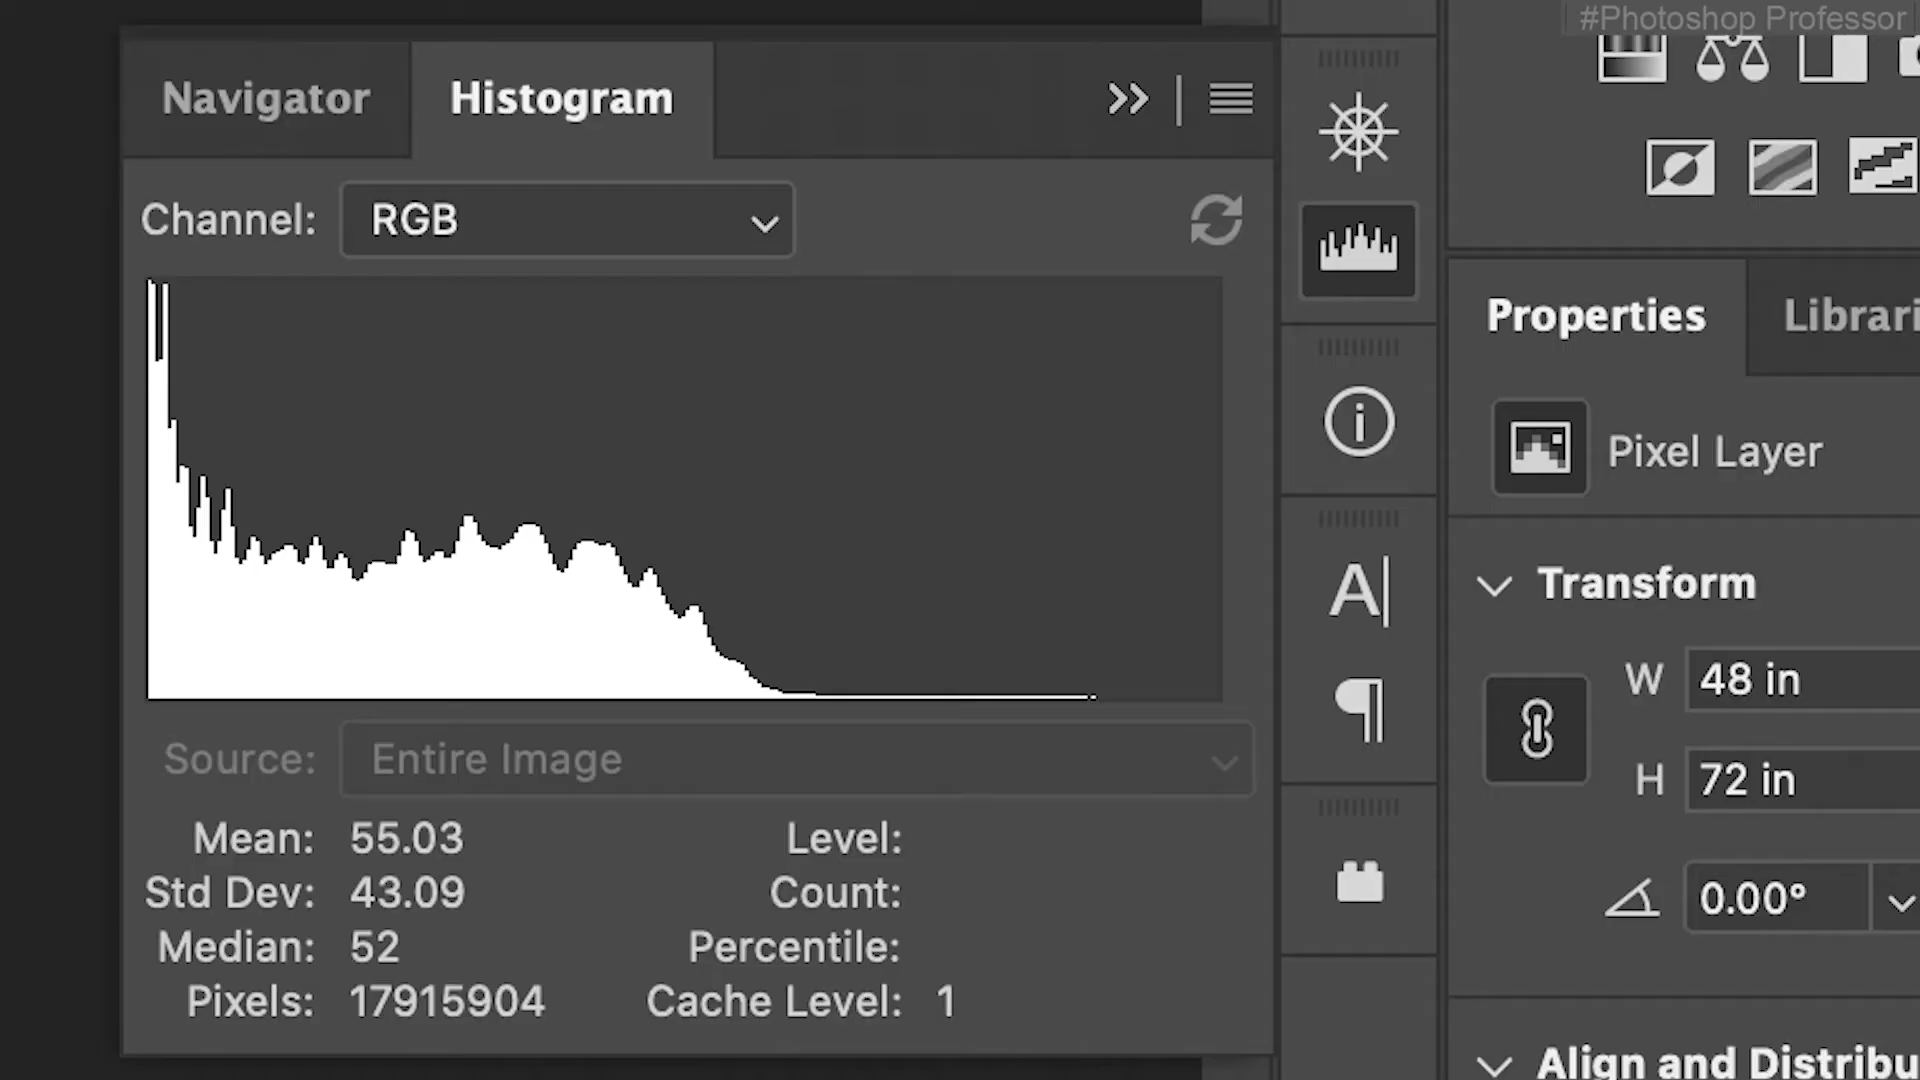 #Photoshop Professor
Navigator
Histogram
Channel:
RGB
Source:
Entire Image
Mean: 55.03
Level:
Std Dev: 43.09
Count:
Median: 52
Percentile:
Pixels: 17915904
Cache Level: 1
A
Properties
Librari
Pixel Layer
Transform
W 48 in
H 72 in
0.00°
Align and Distribu